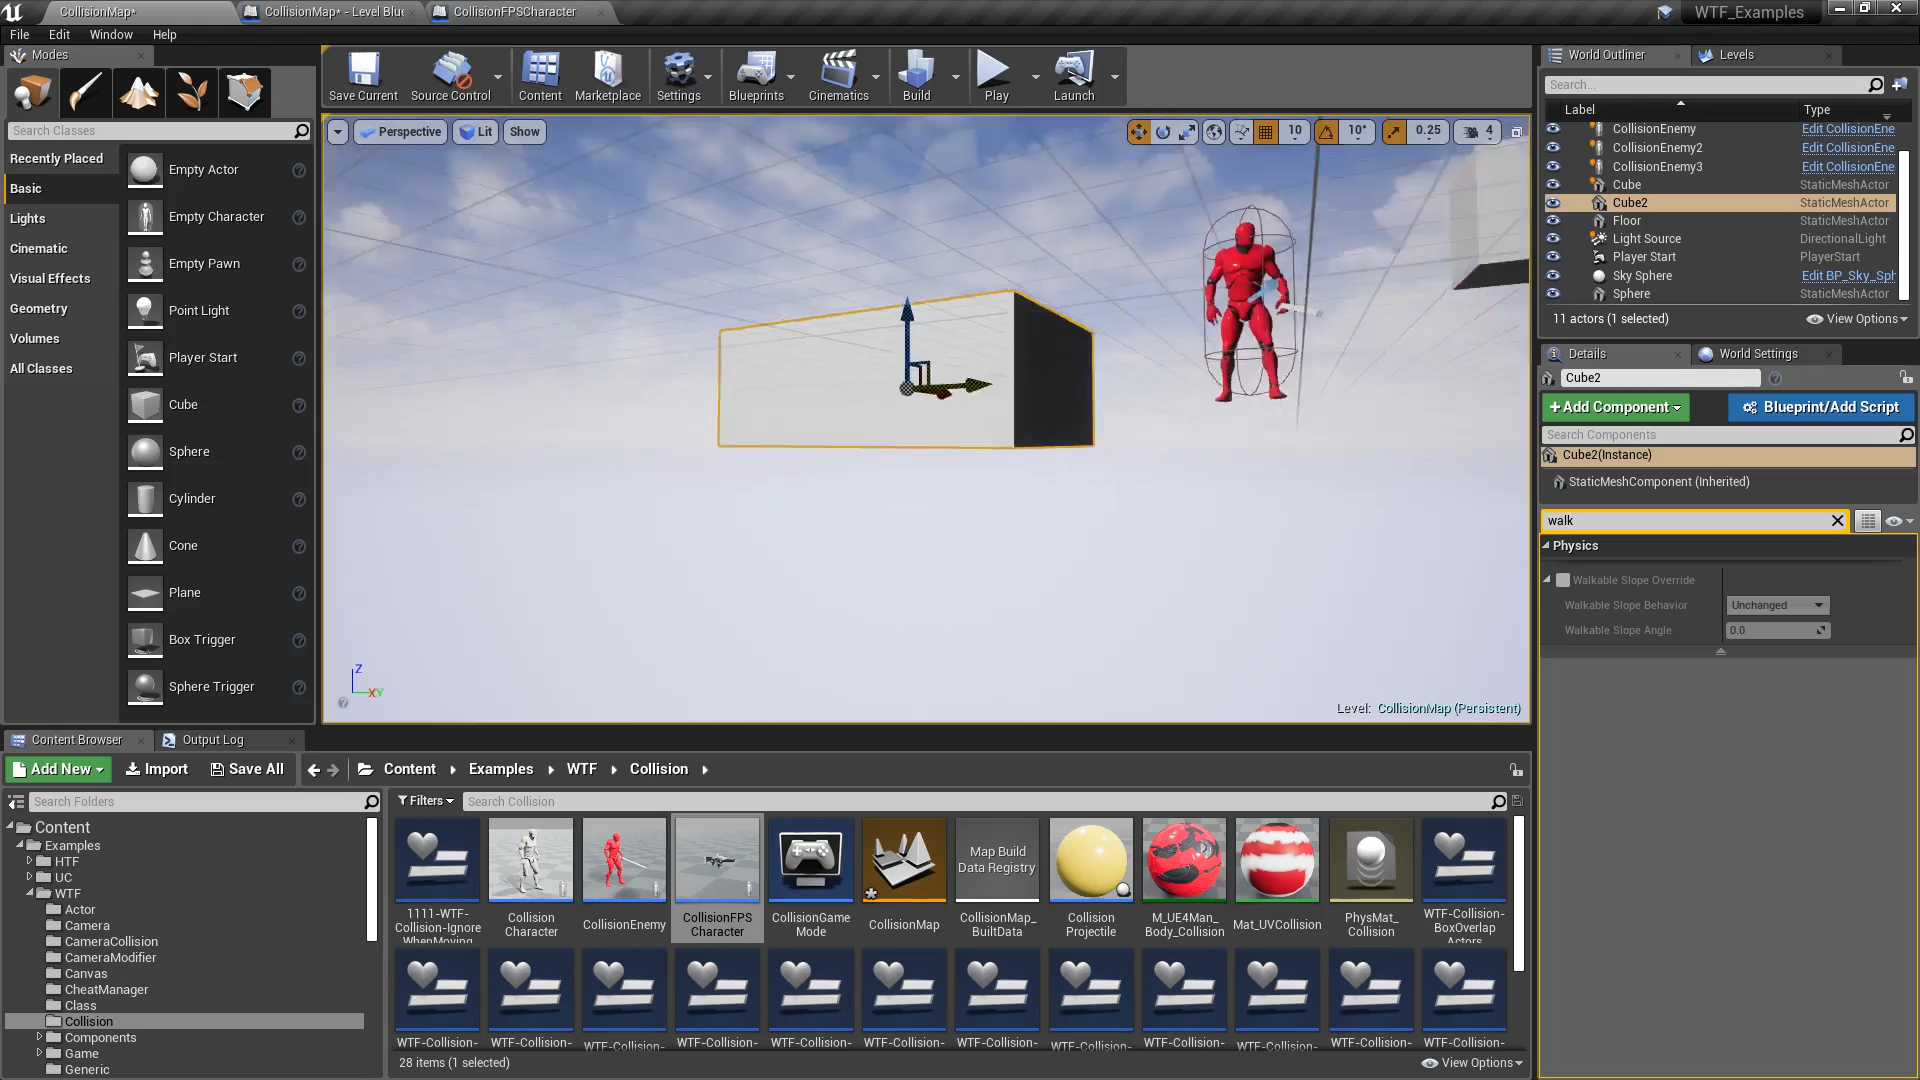 CollisionMap*
CollisionMap* - Level Blue
CollisionFPSCharacter
WTF_Examples
File Edit Window Help
Modes
Search Classes
Recently Placed
Basic
Lights
Cinematic
Visual Effects
Geometry
Volumes
All Classes
Empty Actor
Empty Character
Empty Pawn
Point Light
Player Start
Cube
Sphere
Cylinder
Cone
Plane
Box Trigger
Sphere Trigger
Save Current
Source Control
Content
Marketplace
Settings
Blueprints
Cinematics
Build
Play
Launch
Perspective
Lit
Show
10
10°
0.25
4
Z
X Y
Level: CollisionMap (Persistent)
World Outliner
Levels
Search...
Label Type
CollisionEnemy Edit CollisionEne
CollisionEnemy2 Edit CollisionEne
CollisionEnemy3 Edit CollisionEne
Cube StaticMeshActor
Cube2 StaticMeshActor
Floor StaticMeshActor
Light Source DirectionalLight
Player Start PlayerStart
Sky Sphere Edit BP_Sky_Sph
Sphere StaticMeshActor
11 actors (1 selected)
View Options
Details
World Settings
Cube2
+Add Component
Blueprint/Add Script
Search Components
Cube2(Instance)
StaticMeshComponent (Inherited)
walk
Physics
Walkable Slope Override
Walkable Slope Behavior Unchanged
Walkable Slope Angle 0.0
Content Browser
Output Log
Add New
Import
Save All
Content Examples WTF Collision
Search Folders
Content
Examples
HTF
UC
WTF
Actor
Camera
CameraCollision
CameraModifier
Canvas
CheatManager
Class
Collision
Components
Game
Generic
Filters
Search Collision
1111-WTF-
Collision-Ignore
WhenMoving
Collision
Character
CollisionEnemy
CollisionFPS
Character
CollisionGame
Mode
CollisionMap
Map Build
Data Registry
CollisionMap_
BuiltData
Collision
Projectile
M_UE4Man_
Body_Collision
Mat_UVCollision
PhysMat_
Collision
WTF-Collision-
BoxOverlap
Actors
WTF-Collision-
WTF-Collision-
WTF-Collision-
WTF-Collision-
WTF-Collision-
WTF-Collision-
WTF-Collision-
WTF-Collision-
WTF-Collision-
WTF-Collision-
WTF-Collision-
WTF-Collision-
28 items (1 selected)
View Options